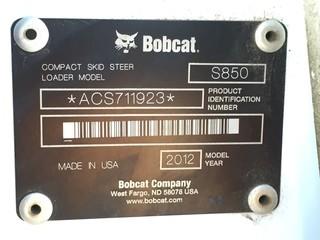 Bobcat.
COMPACT SKID STEER
LOADER MODEL
S850
*ACS711923*
PRODUCT
IDENTIFICATION
NUMBER
MADE IN USA
2012
MODEL
YEAR
Bobcat Company
West Fargo, ND 58078 USA
www.bobcat.com